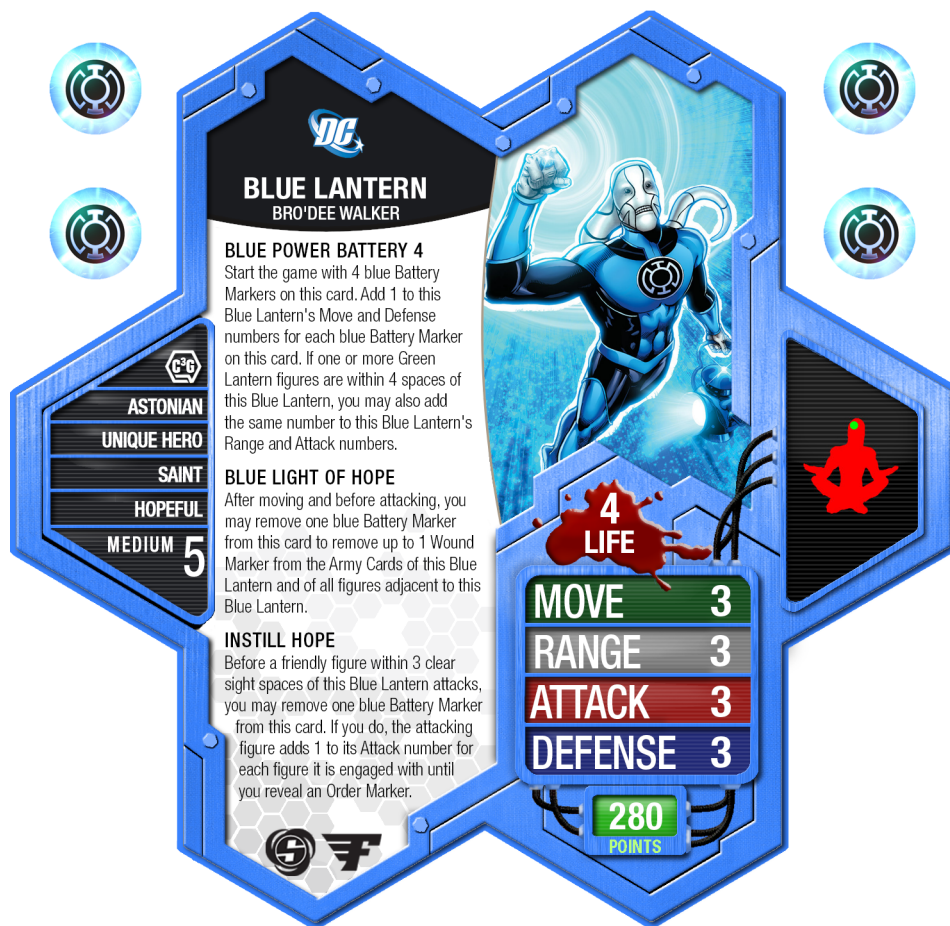 DC
BLUE LANTERN
BRO'DEE WALKER
BLUE POWER BATTERY 4
Start the game with 4 blue Battery
Markers on this card. Add 1 to this
Blue Lantern's Move and Defense
numbers for each blue Battery Marker
on this card. If one or more Green
Lantern figures are within 4 spaces of
this Blue Lantern, you may also add
the same number to this Blue Lantern's
Range and Attack numbers.
BLUE LIGHT OF HOPE
After moving and before attacking, you
may remove one blue Battery Marker
from this card to remove up to 1 Wound
Marker from the Army Cards of this Blue
Lantern and of all figures adjacent to this
Blue Lantern.
INSTILL HOPE
Before a friendly figure within 3 clear
sight spaces of this Blue Lantern attacks,
you may remove one blue Battery Marker
from this card. If you do, the attacking
figure adds 1 to its Attack number for
each figure it is engaged with until
you reveal an Order Marker.
S F
C3G
ASTONIAN
UNIQUE HERO
SAINT
HOPEFUL
MEDIUM 5
4
LIFE
MOVE 3
RANGE 3
ATTACK 3
DEFENSE 3
280
POINTS